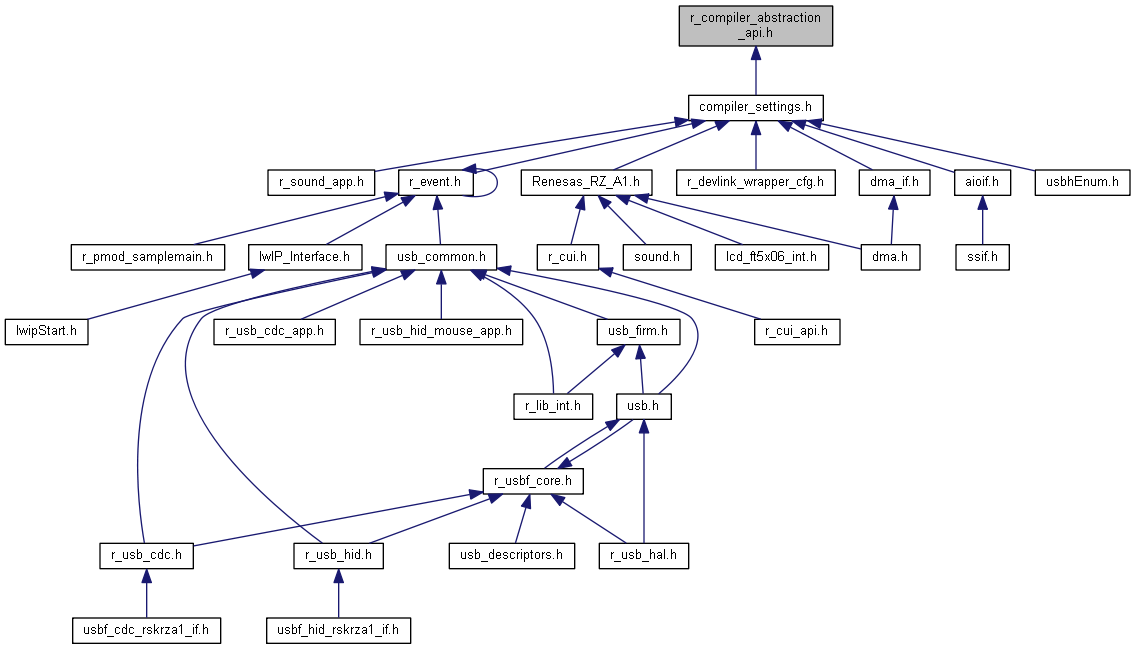 r_compiler_abstraction
_api.h
compiler_settings.h
r_sound_app.h
r_event.h
Renesas_RZ_A1.h
r_devlink_wrapper_cfg.h
dma_if.h
aioif.h
usbhEnum.h
r_pmod_samplemain.h
lwIP_Interface.h
usb_common.h
r_cui.h
sound.h
lcd_ft5x06_int.h
dma.h
ssif.h
lwipStart.h
r_usb_cdc_app.h
r_usb_hid_mouse_app.h
usb_firm.h
r_cui_api.h
r_lib_int.h
usb.h
r_usbf_core.h
r_usb_cdc.h
r_usb_hid.h
usb_descriptors.h
r_usb_hal.h
usbf_cdc_rskrza1_if.h
usbf_hid_rskrza1_if.h